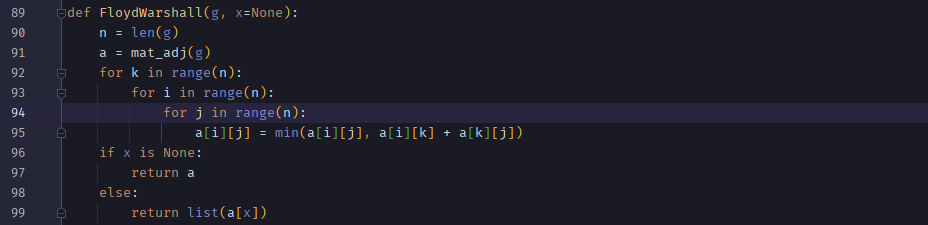 89 def FloydWarshall(g, x=None):
90     n = len(g)
91     a = mat_adj(g)
92     for k in range(n):
93         for i in range(n):
94             for j in range(n):
95                 a[i][j] = min(a[i][j], a[i][k] + a[k][j])
96     if x is None:
97         return a
98     else:
99         return list(a[x])